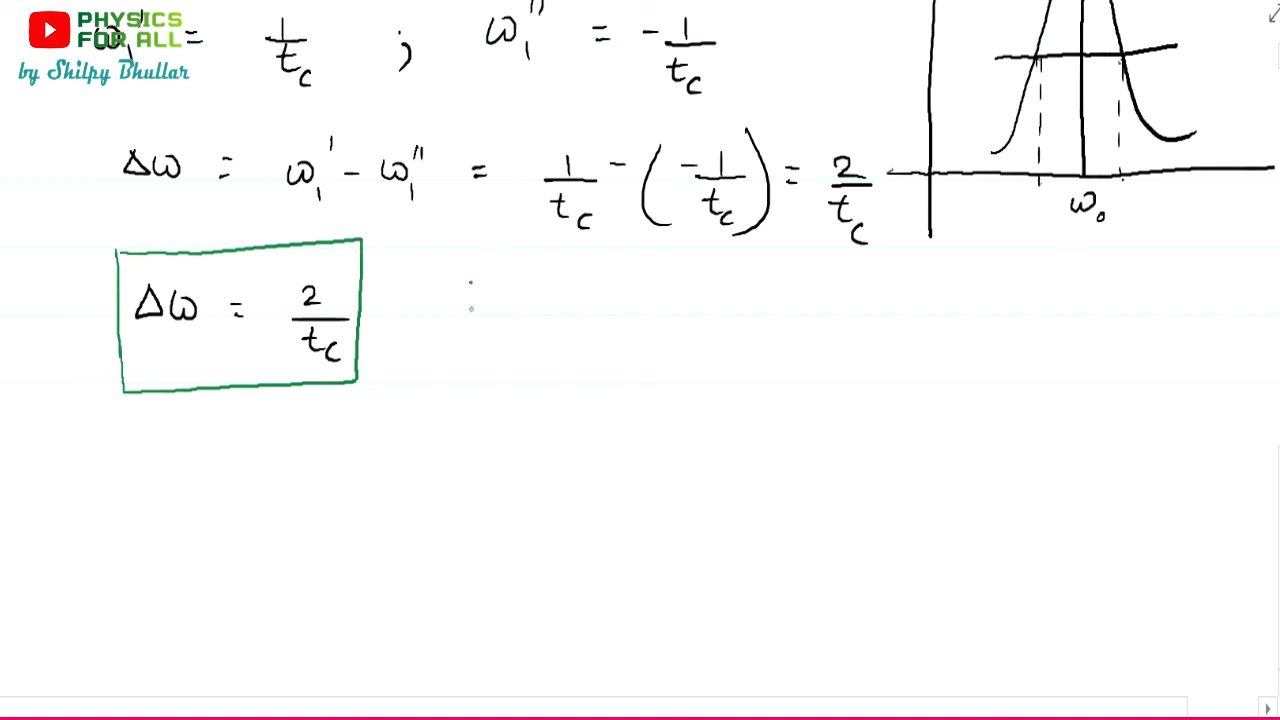 PHYSICS
FOR ALL
by Shilpy Bhullar
ω₁' = 1/t_c ; ω₁'' = -1/t_c
Δω = ω₁' - ω₁'' = 1/t_c - (-1/t_c) = 2/t_c
ω₀
Δω = 2/t_c